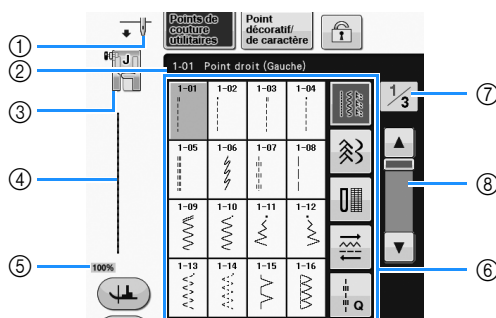 Points de
couture
utilitaires
Point
décoratif/
de caractère
①
②
1-01 Point droit (Gauche)
J
③
1-01 1-02 1-03 1-04
1/3
⑦
1-05 1-06 1-07 1-08
④
⑧
1-09 1-10 1-11 1-12
⑤
100%
1-13 1-14 1-15 1-16
Q
⑥